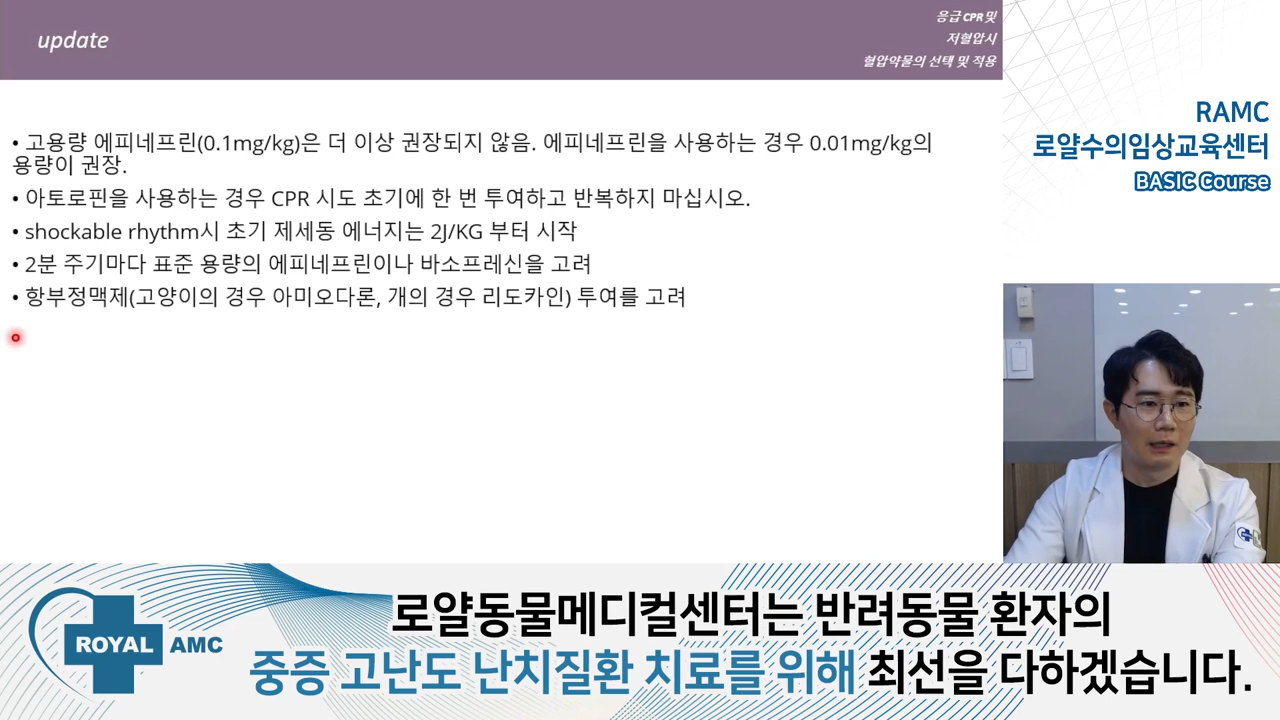 update
응급 CPR 및
저혈압시
혈압약물의 선택 및 적용
• 고용량 에피네프린(0.1mg/kg)은 더 이상 권장되지 않음. 에피네프린을 사용하는 경우 0.01mg/kg의
용량이 권장.
• 아토로핀을 사용하는 경우 CPR 시도 초기에 한 번 투여하고 반복하지 마십시오.
• shockable rhythm시 초기 제세동 에너지는 2J/KG 부터 시작
• 2분 주기마다 표준 용량의 에피네프린이나 바소프레신을 고려
• 항부정맥제(고양이의 경우 아미오다론, 개의 경우 리도카인) 투여를 고려
RAMC
로얄수의임상교육센터
BASIC Course
ROYAL AMC
로얄동물메디컬센터는 반려동물 환자의
중증 고난도 난치질환 치료를 위해 최선을 다하겠습니다.